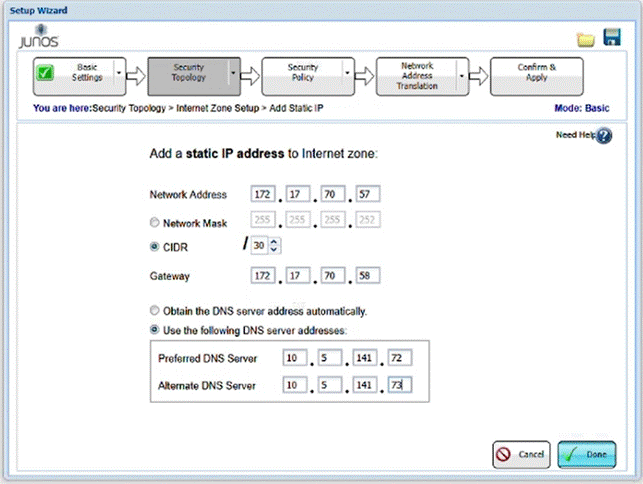 Setup Wizard
JUNOS
Basic Settings
Security Topology
Security Policy
Network Address Translation
Confirm & Apply
You are here:Security Topology > Internet Zone Setup > Add Static IP
Mode: Basic
Need Help?
Add a static IP address to Internet zone:
Network Address 172 . 17 . 70 . 57
Network Mask 255 . 255 . 255 . 252
CIDR / 30
Gateway 172 . 17 . 70 . 58
Obtain the DNS server address automatically.
Use the following DNS server addresses:
Preferred DNS Server 10 . 5 . 141 . 72
Alternate DNS Server 10 . 5 . 141 . 73
Cancel
Done